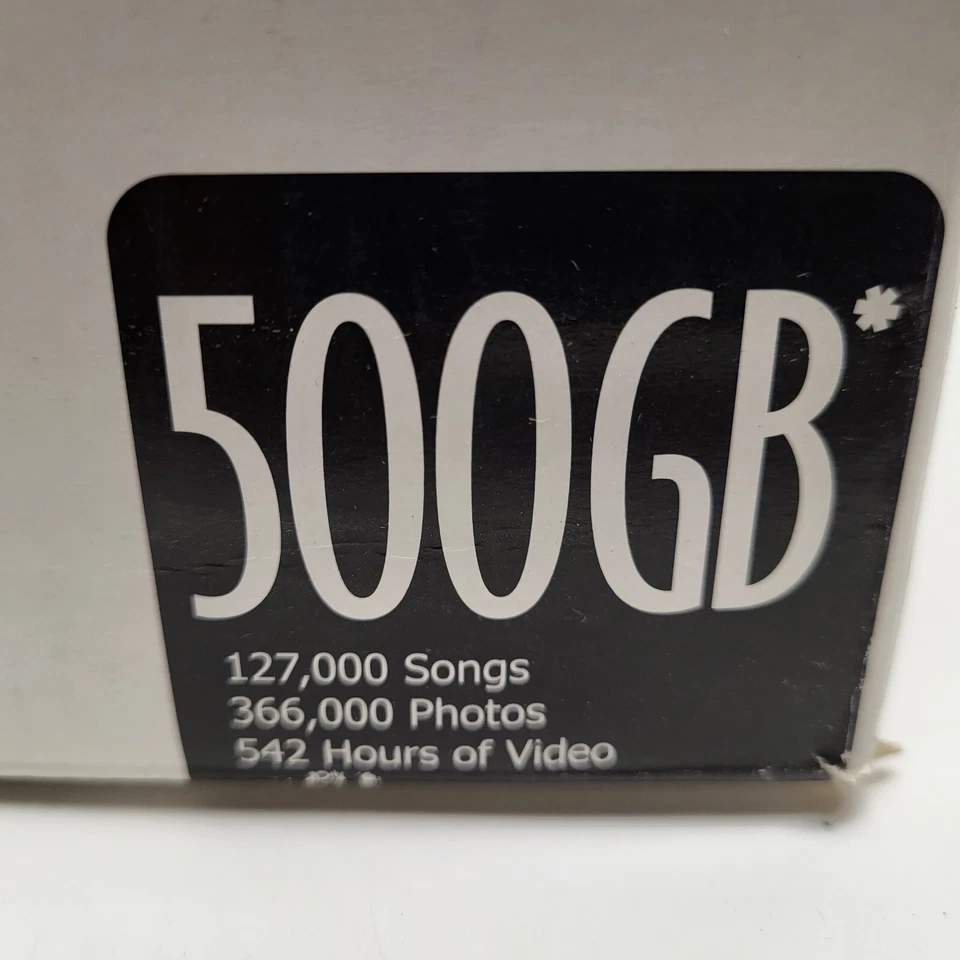 500GB*
127,000 Songs
366,000 Photos
542 Hours of Video